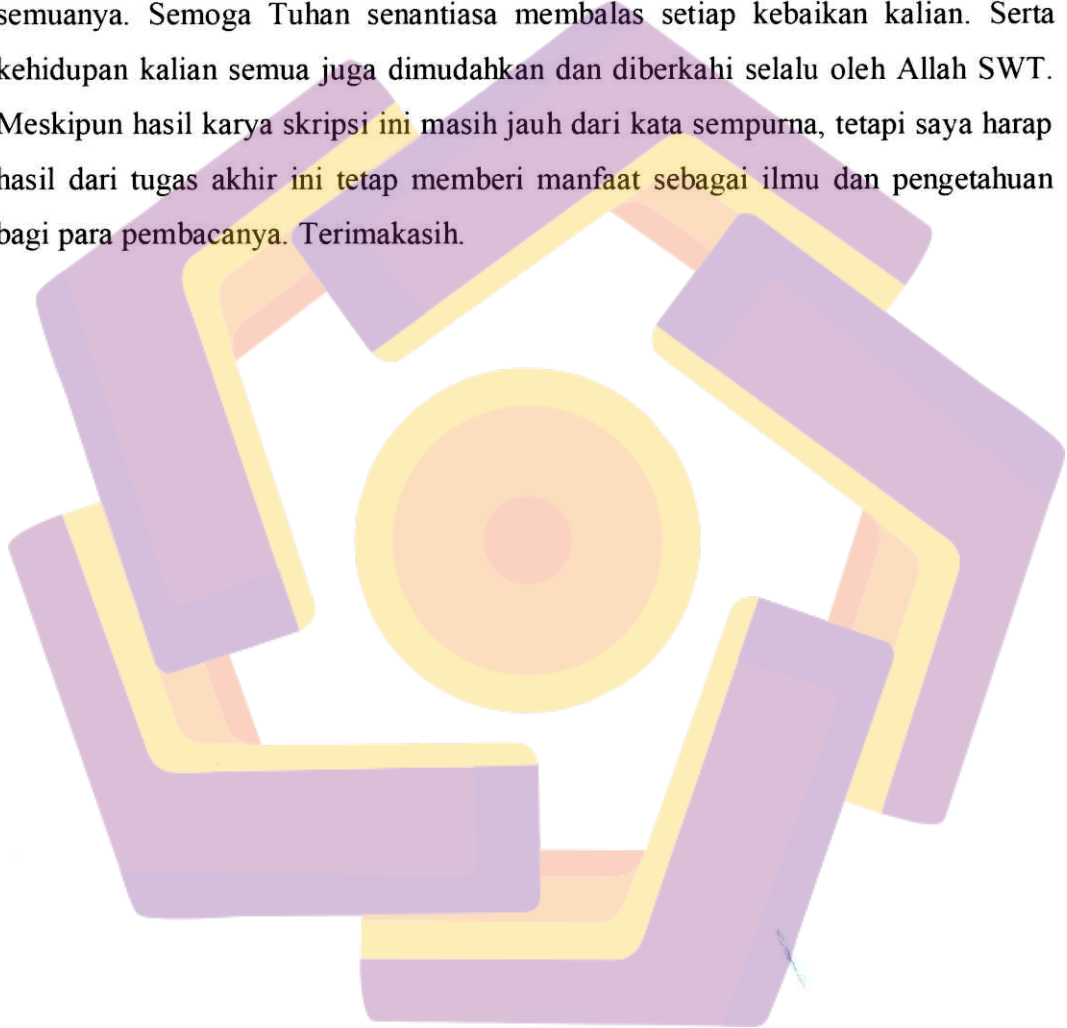 semuanya. Semoga Tuhan senantiasa membalas setiap kebaikan kalian. Serta
kehidupan kalian semua juga dimudahkan dan diberkahi selalu oleh Allah SWT.
Meskipun hasil karya skripsi ini masih jauh dari kata sempurna, tetapi saya harap
hasil dari tugas akhir ini tetap memberi manfaat sebagai ilmu dan pengetahuan
bagi para pembacanya. Terimakasih.